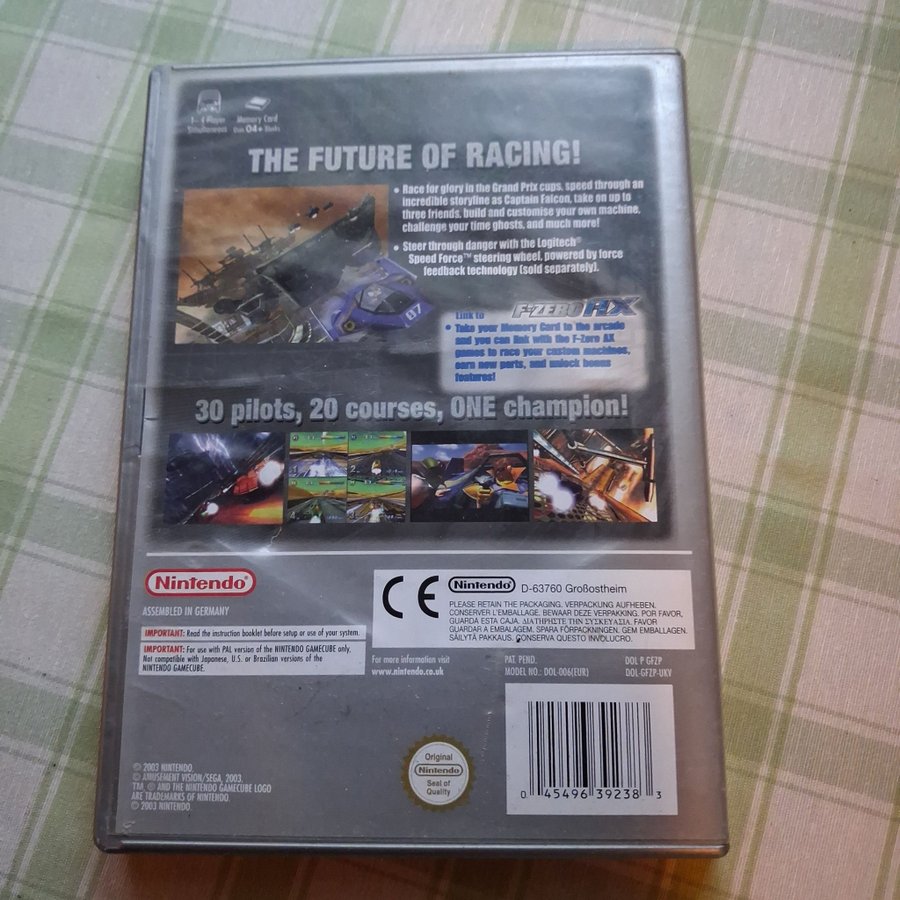 1-4 Player
Simultaneous
Memory Card
Uses 04+ Blocks
THE FUTURE OF RACING!
• Race for glory in the Grand Prix cups, speed through an
incredible storyline as Captain Falcon, take on up to
three friends, build and customise your own machine,
challenge your time ghosts, and much more!
• Steer through danger with the Logitech®
Speed Force™ steering wheel, powered by force
feedback technology (sold separately).
Link to F-ZERO AX
• Take your Memory Card to the arcade
and you can link with the F-Zero AX
games to race your custom machines,
earn new parts, and unlock bonus
features!
07
30 pilots, 20 courses, ONE champion!
1
2
4
3
Nintendo®
ASSEMBLED IN GERMANY
IMPORTANT: Read the instruction booklet before setup or use of your system.
IMPORTANT: For use with PAL version of the NINTENDO GAMECUBE only.
Not compatible with Japanese, U.S. or Brazilian versions of the
NINTENDO GAMECUBE.
CE Nintendo® D-63760 Großostheim
PLEASE RETAIN THE PACKAGING. VERPACKUNG AUFHEBEN.
CONSERVER L'EMBALLAGE. BEWAAR DEZE VERPAKKING. POR FAVOR,
GUARDA ESTA CAJA. ΔΙΑΤΗΡΗΣΤΕ ΤΗΝ ΣΥΣΚΕΥΑΣΙΑ. FAVOR
GUARDAR A EMBALAGEM. SPARA FÖRPACKNINGEN. GEM EMBALLAGEN.
SÄILYTÄ PAKKAUS. CONSERVA QUESTO INVOLUCRO.
For more information visit
www.nintendo.co.uk
PAT. PEND.
MODEL NO.: DOL-006(EUR)
DOL P GFZP
DOL-GFZP-UKV
© 2003 NINTENDO.
© AMUSEMENT VISION/SEGA, 2003.
TM, ® AND THE NINTENDO GAMECUBE LOGO
ARE TRADEMARKS OF NINTENDO.
© 2003 NINTENDO.
Original
Nintendo®
Seal of
Quality
0 45496 39238 3